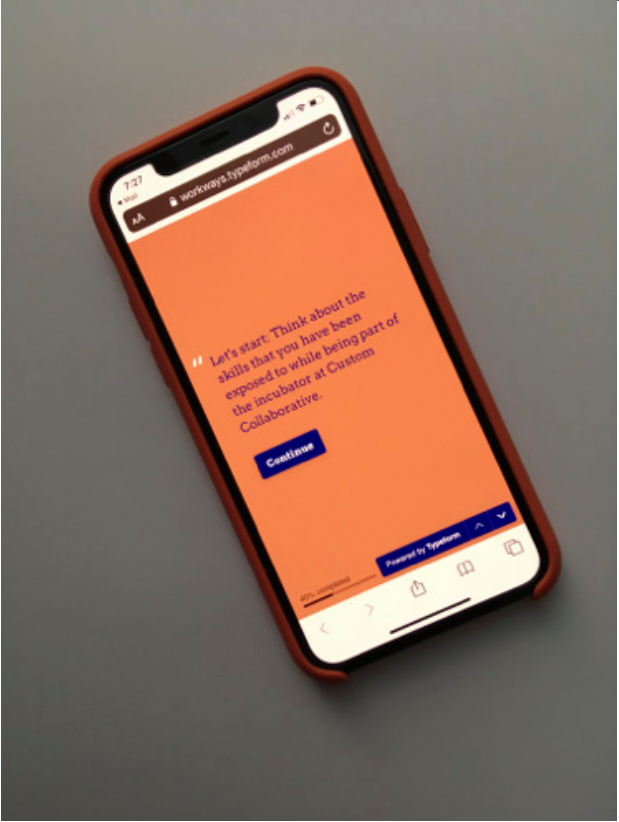 7:27
Mail
AA workways.typeform.com
Let's start: Think about the
skills that you have been
exposed to while being part of
the incubator at Custom
Collaborative.
Continue
Powered by Typeform
40% completed